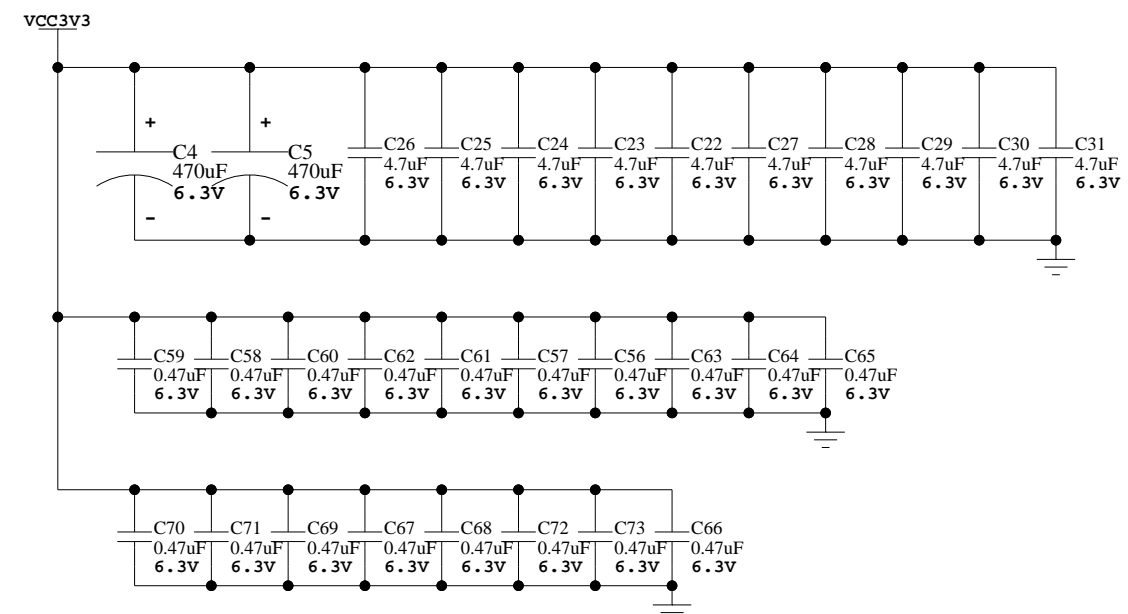 VCC3V3
+ +
C4 C5 C26 C25 C24 C23 C22 C27 C28 C29 C30 C31
470uF 470uF 4.7uF 4.7uF 4.7uF 4.7uF 4.7uF 4.7uF 4.7uF 4.7uF 4.7uF 4.7uF
6.3V 6.3V 6.3V 6.3V 6.3V 6.3V 6.3V 6.3V 6.3V 6.3V 6.3V 6.3V
- -
C59 C58 C60 C62 C61 C57 C56 C63 C64 C65
0.47uF 0.47uF 0.47uF 0.47uF 0.47uF 0.47uF 0.47uF 0.47uF 0.47uF 0.47uF
6.3V 6.3V 6.3V 6.3V 6.3V 6.3V 6.3V 6.3V 6.3V 6.3V
C70 C71 C69 C67 C68 C72 C73 C66
0.47uF 0.47uF 0.47uF 0.47uF 0.47uF 0.47uF 0.47uF 0.47uF
6.3V 6.3V 6.3V 6.3V 6.3V 6.3V 6.3V 6.3V